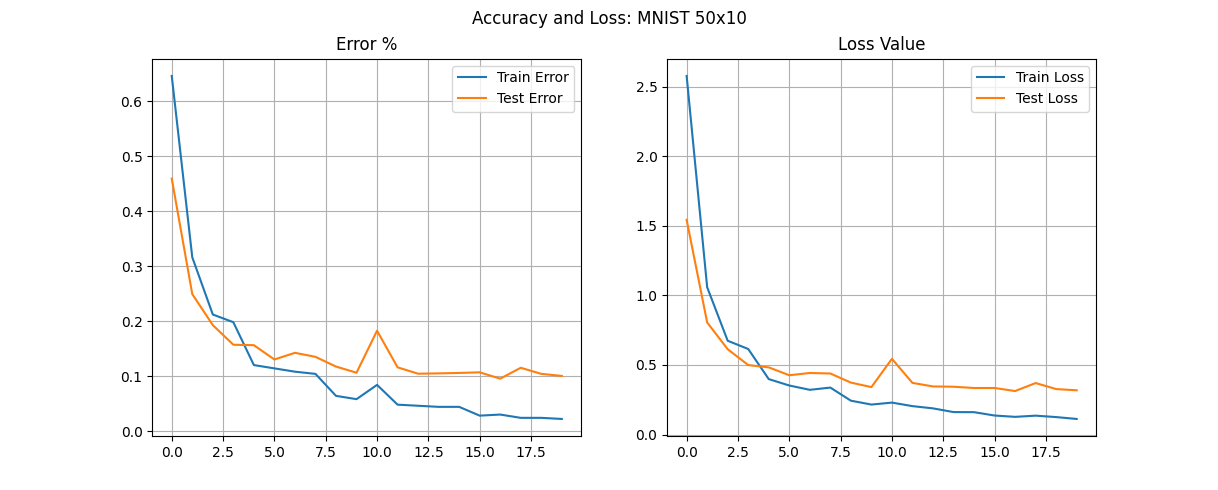 Accuracy and Loss: MNIST 50x10
Error %
Train Error
Test Error
0.6
0.5
0.4
0.3
0.2
0.1
0.0
0.0 2.5 5.0 7.5 10.0 12.5 15.0 17.5
Loss Value
Train Loss
Test Loss
2.5
2.0
1.5
1.0
0.5
0.0
0.0 2.5 5.0 7.5 10.0 12.5 15.0 17.5